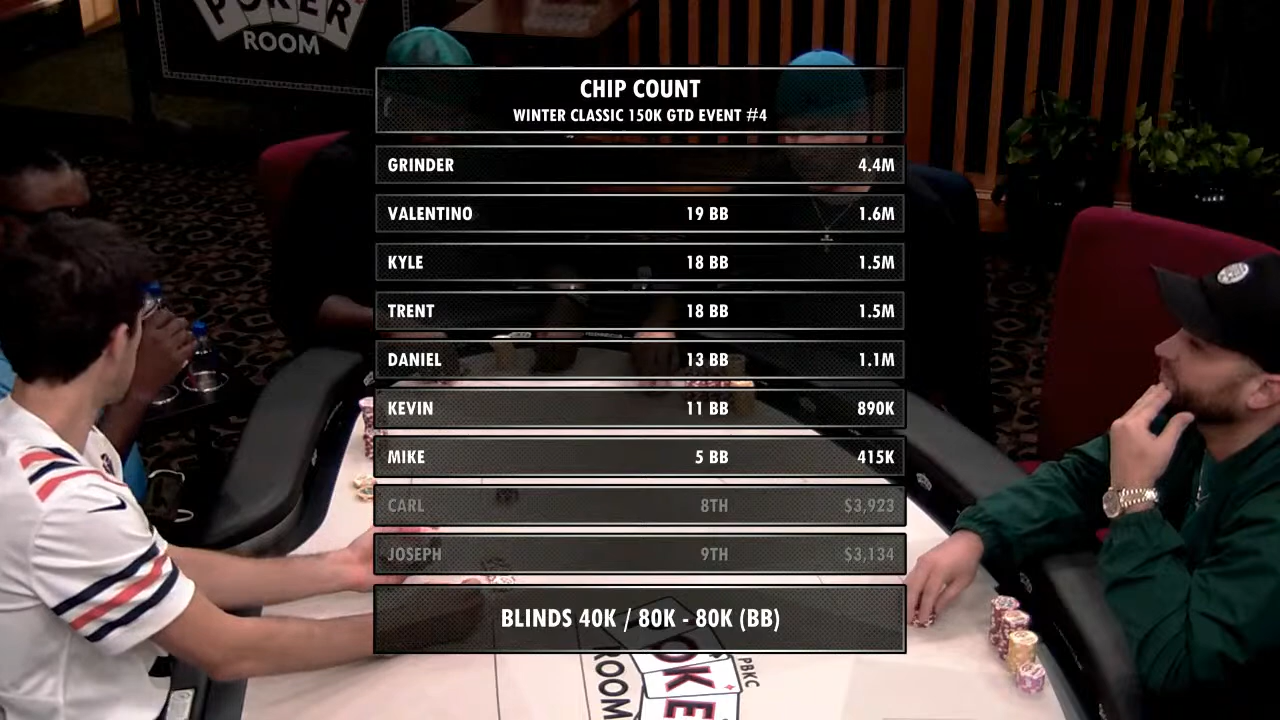 POKER
ROOM
CHIP COUNT
WINTER CLASSIC 150K GTD EVENT #4
GRINDER 4.4M
VALENTINO 19 BB 1.6M
KYLE 18 BB 1.5M
TRENT 18 BB 1.5M
DANIEL 13 BB 1.1M
KEVIN 11 BB 890K
MIKE 5 BB 415K
CARL 8TH $3,923
JOSEPH 9TH $3,134
BLINDS 40K / 80K - 80K (BB)
PBKC
ROOM